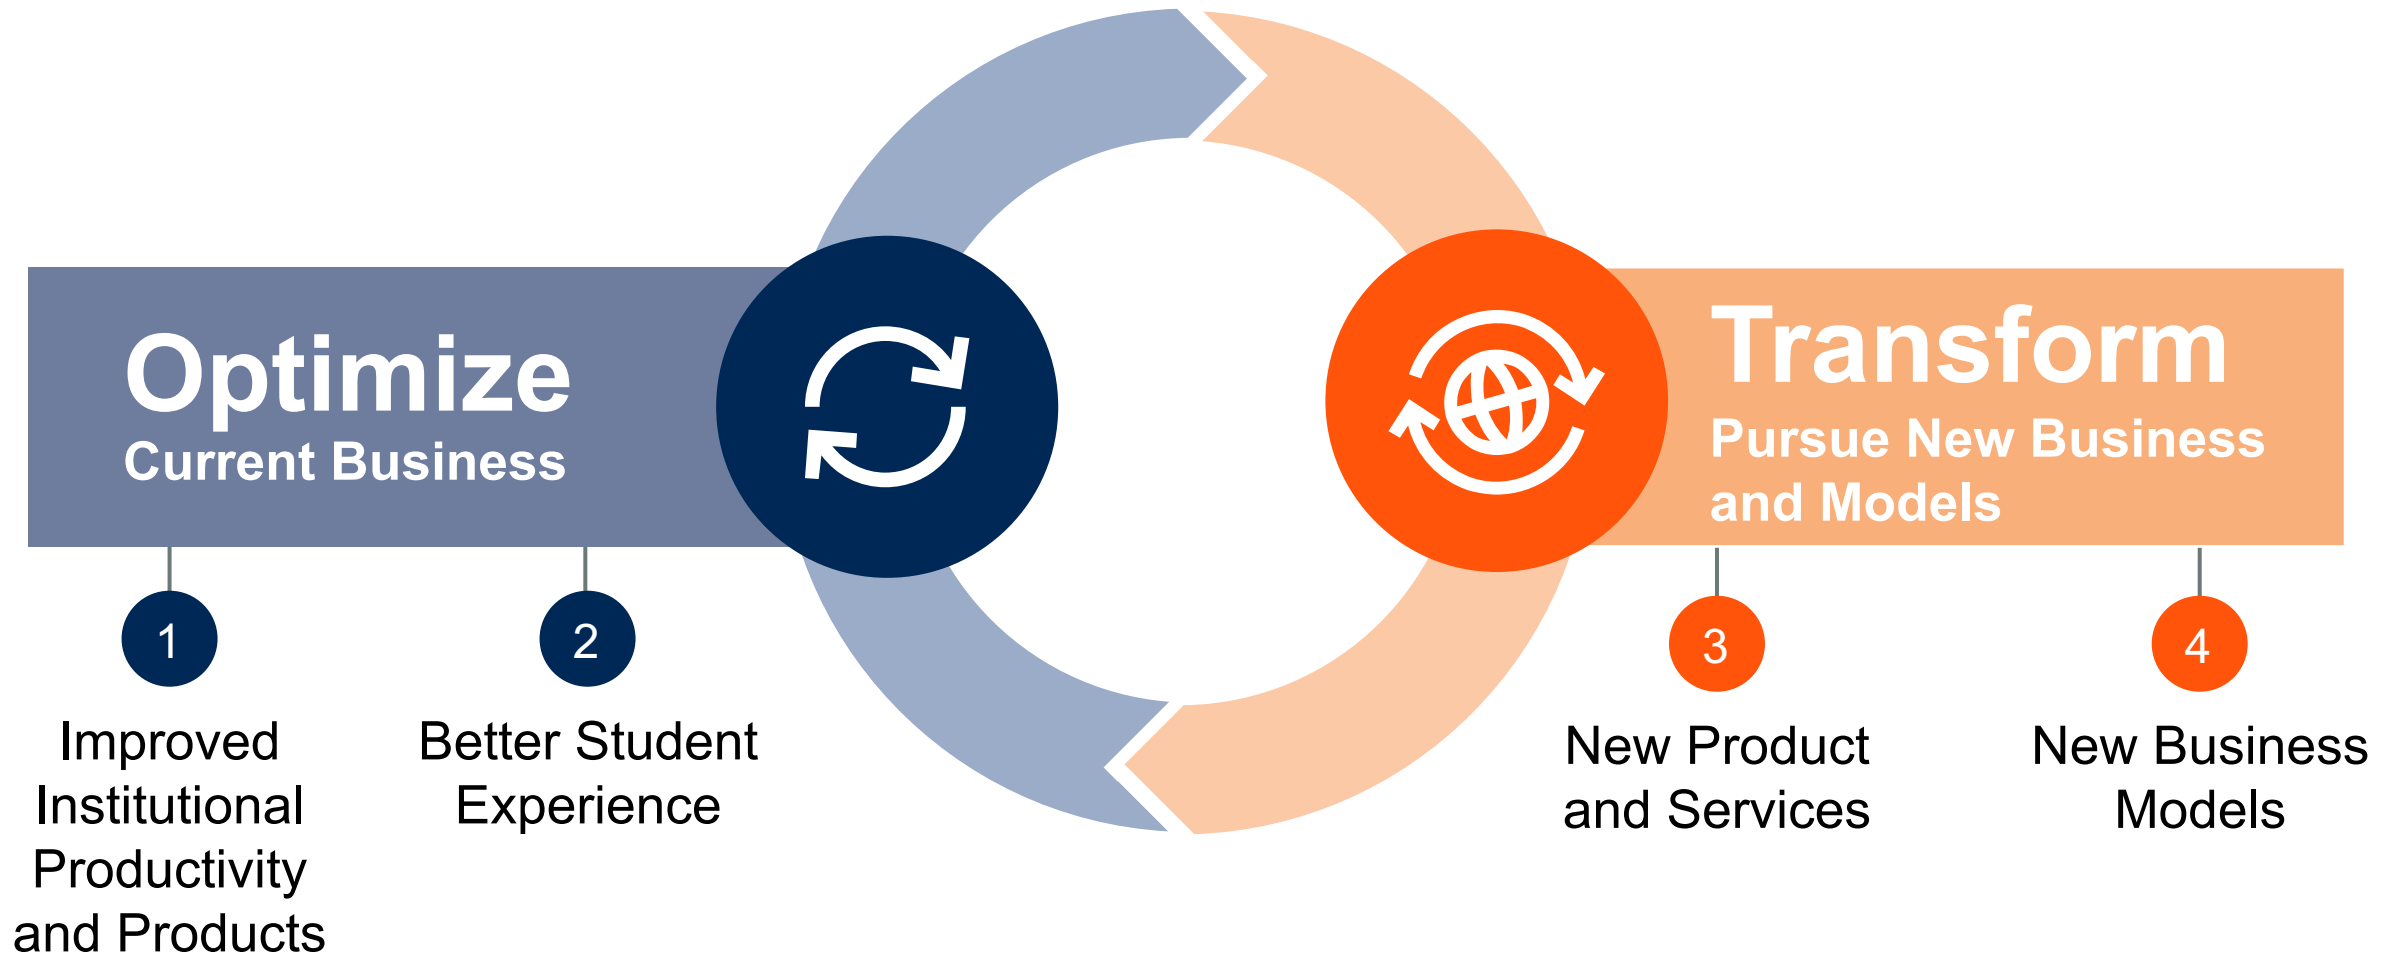 Optimize
Current Business
Transform
Pursue New Business
and Models
1
Improved
Institutional
Productivity
and Products
2
Better Student
Experience
3
New Product
and Services
4
New Business
Models